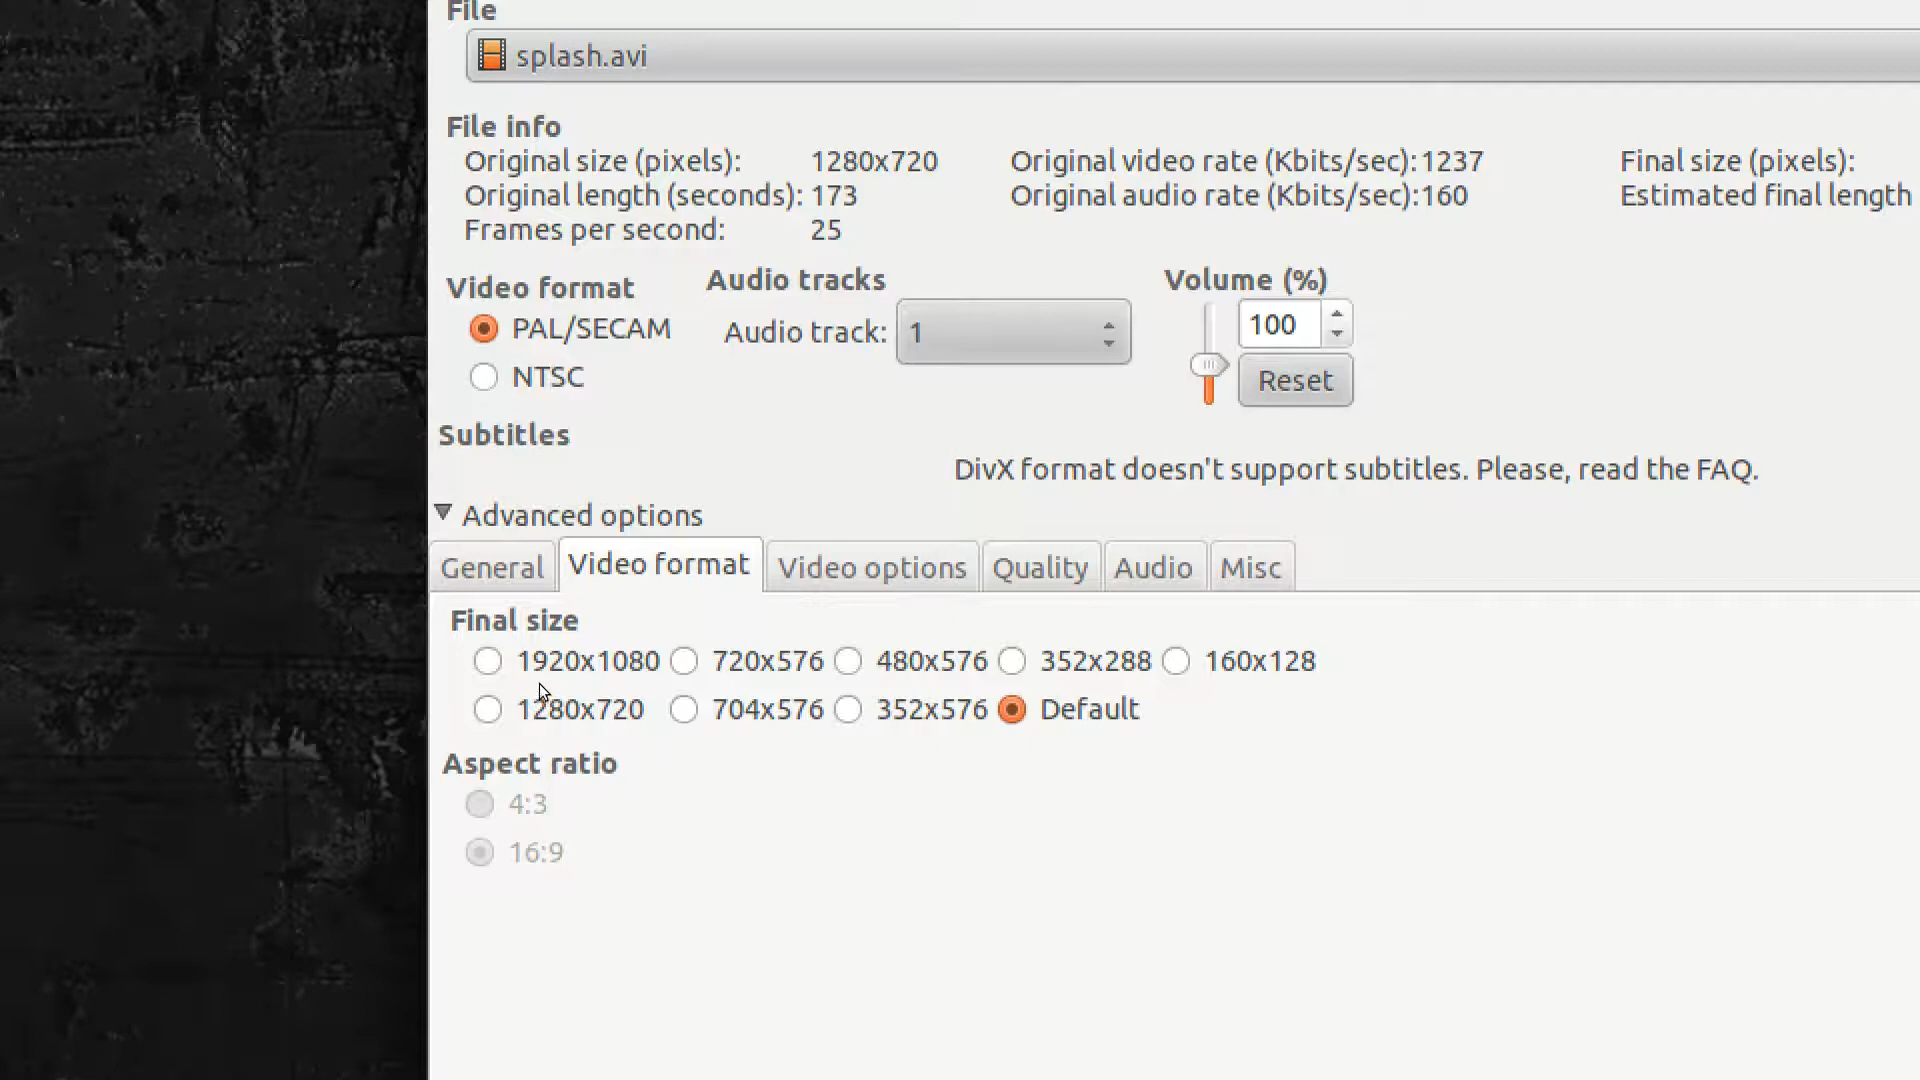 File
splash.avi
File info
Original size (pixels): 1280x720 Original video rate (Kbits/sec): 1237 Final size (pixels):
Original length (seconds): 173 Original audio rate (Kbits/sec): 160 Estimated final length
Frames per second: 25
Video format Audio tracks Volume (%)
PAL/SECAM Audio track: 1 100
NTSC Reset
Subtitles
DivX format doesn't support subtitles. Please, read the FAQ.
Advanced options
General Video format Video options Quality Audio Misc
Final size
1920x1080 720x576 480x576 352x288 160x128
1280x720 704x576 352x576 Default
Aspect ratio
4:3
16:9